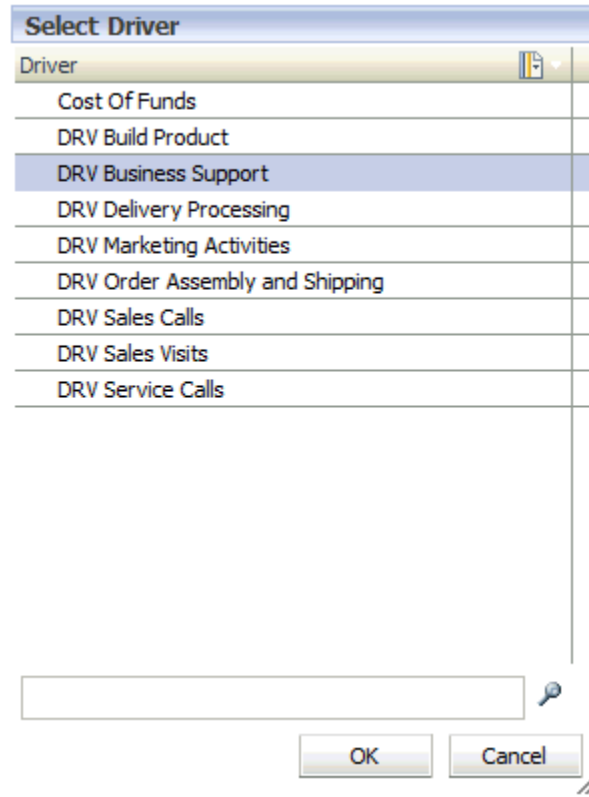 Select Driver
Driver
Cost Of Funds
DRV Build Product
DRV Business Support
DRV Delivery Processing
DRV Marketing Activities
DRV Order Assembly and Shipping
DRV Sales Calls
DRV Sales Visits
DRV Service Calls
OK Cancel